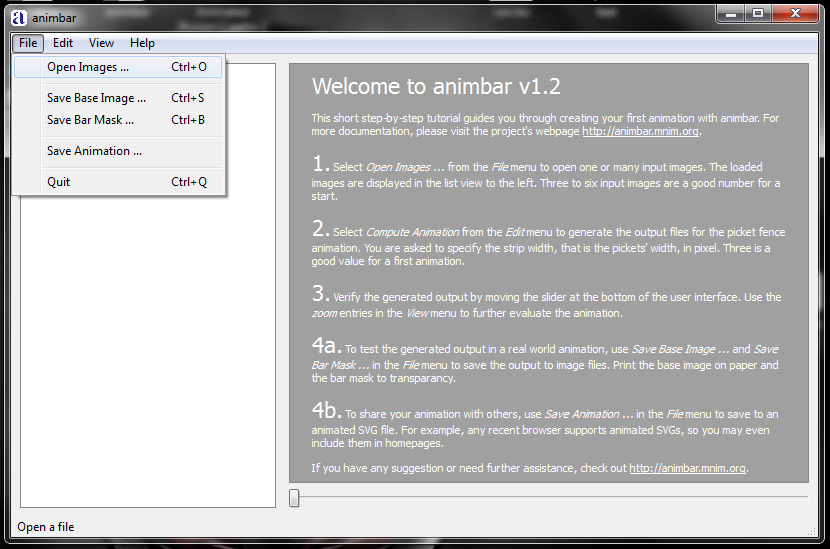 animbar
File Edit View Help
Open Images ... Ctrl+O
Save Base Image ... Ctrl+S
Save Bar Mask ... Ctrl+B
Save Animation ...
Quit Ctrl+Q
Welcome to animbar v1.2
This short step-by-step tutorial guides you through creating your first animation with animbar. For
more documentation, please visit the project's webpage http://animbar.mnim.org.
1. Select Open Images ... from the File menu to open one or many input images. The loaded
images are displayed in the list view to the left. Three to six input images are a good number for a
start.
2. Select Compute Animation from the Edit menu to generate the output files for the picket fence
animation. You are asked to specify the strip width, that is the pickets' width, in pixel. Three is a
good value for a first animation.
3. Verify the generated output by moving the slider at the bottom of the user interface. Use the
zoom entries in the View menu to further evaluate the animation.
4a. To test the generated output in a real world animation, use Save Base Image ... and Save
Bar Mask ... in the File menu to save the output to image files. Print the base image on paper and
the bar mask to transparancy.
4b. To share your animation with others, use Save Animation ... in the File menu to save to an
animated SVG file. For example, any recent browser supports animated SVGs, so you may even
include them in homepages.
If you have any suggestion or need further assistance, check out http://animbar.mnim.org.
Open a file